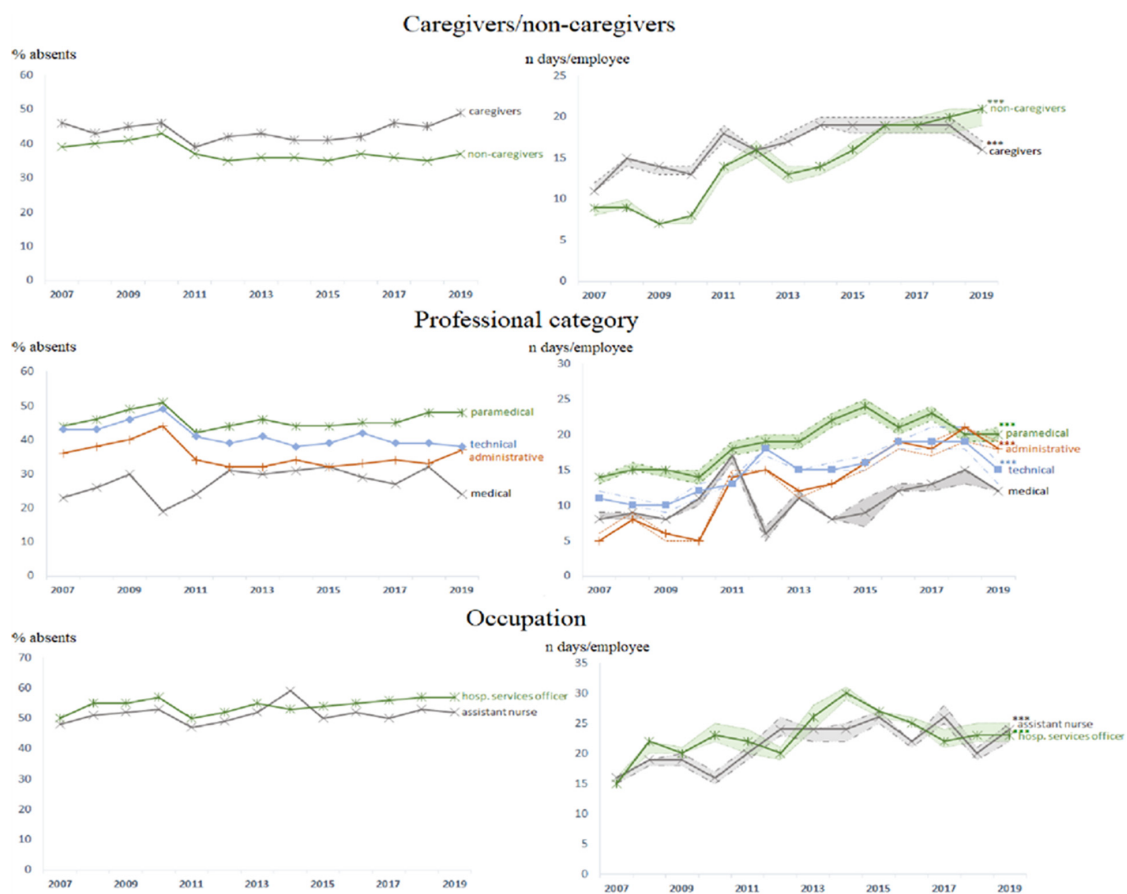 Caregivers/non-caregivers
% absents
60
50
40
30
20
10
0
caregivers
non-caregivers
2007 2009 2011 2013 2015 2017 2019
n days/employee
25
20
15
10
5
0
***
non-caregivers
***
caregivers
2007 2009 2011 2013 2015 2017 2019
Professional category
% absents
60
50
40
30
20
10
0
paramedical
technical
administrative
medical
2007 2009 2011 2013 2015 2017 2019
n days/employee
30
25
20
15
10
5
0
***
paramedical
***
administrative
***
technical
medical
2007 2009 2011 2013 2015 2017 2019
Occupation
% absents
70
60
50
40
30
20
10
0
hosp. services officer
assistant nurse
2007 2009 2011 2013 2015 2017 2019
n days/employee
35
30
25
20
15
10
5
0
***
assistant nurse
***
hosp. services officer
2007 2009 2011 2013 2015 2017 2019